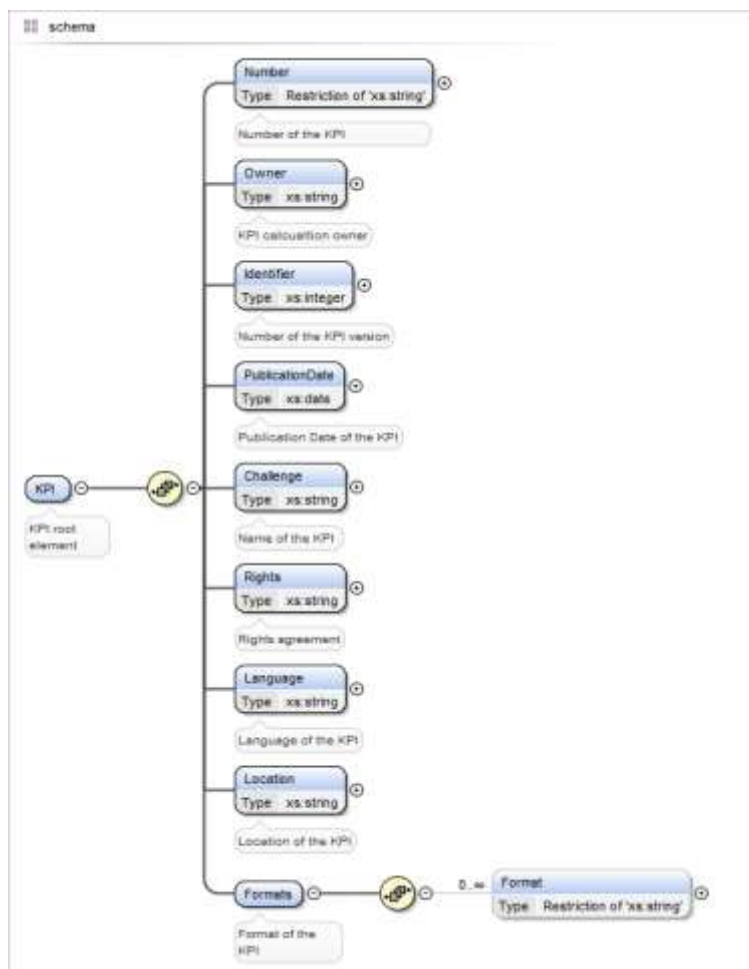 schema
Number
Type Restriction of 'xs:string'
Number of the KPI
Owner
Type xs:string
KPI calcualtion owner
Identifier
Type xs:integer
Number of the KPI version
PublicationDate
Type xs:date
Publication Date of the KPI
Challenge
Type xs:string
Name of the KPI
KPI
KPI root
element
Rights
Type xs:string
Rights agreement
Language
Type xs:string
Language of the KPI
Location
Type xs:string
Location of the KPI
Formats
0..∞
Format
Type Restriction of 'xs:string'
Format of the
KPI